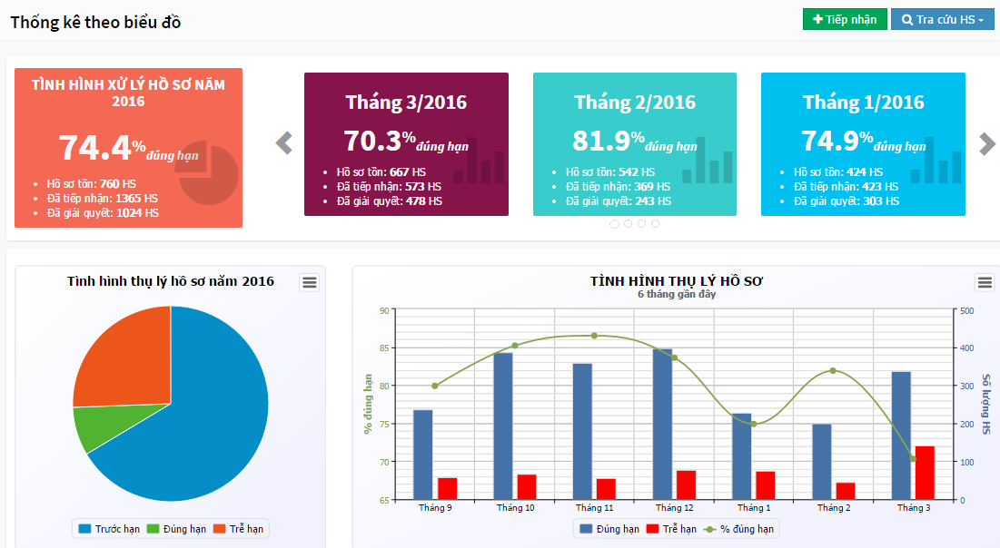 Thống kê theo biểu đồ
Tiếp nhận
Tra cứu HS
TÌNH HÌNH XỬ LÝ HỒ SƠ NĂM
2016
74.4% đúng hạn
Hồ sơ tồn: 760 HS
Đã tiếp nhận: 1365 HS
Đã giải quyết: 1024 HS
Tháng 3/2016
70.3% đúng hạn
Hồ sơ tồn: 667 HS
Đã tiếp nhận: 573 HS
Đã giải quyết: 478 HS
Tháng 2/2016
81.9% đúng hạn
Hồ sơ tồn: 542 HS
Đã tiếp nhận: 369 HS
Đã giải quyết: 243 HS
Tháng 1/2016
74.9% đúng hạn
Hồ sơ tồn: 424 HS
Đã tiếp nhận: 423 HS
Đã giải quyết: 303 HS
Tình hình thụ lý hồ sơ năm 2016
Trước hạn Đúng hạn Trễ hạn
TÌNH HÌNH THỤ LÝ HỒ SƠ
6 tháng gần đây
% đúng hạn
90
85
80
75
70
65
500
400
300
200
100
0
Số lượng HS
Tháng 9 Tháng 10 Tháng 11 Tháng 12 Tháng 1 Tháng 2 Tháng 3
Đúng hạn Trễ hạn % đúng hạn